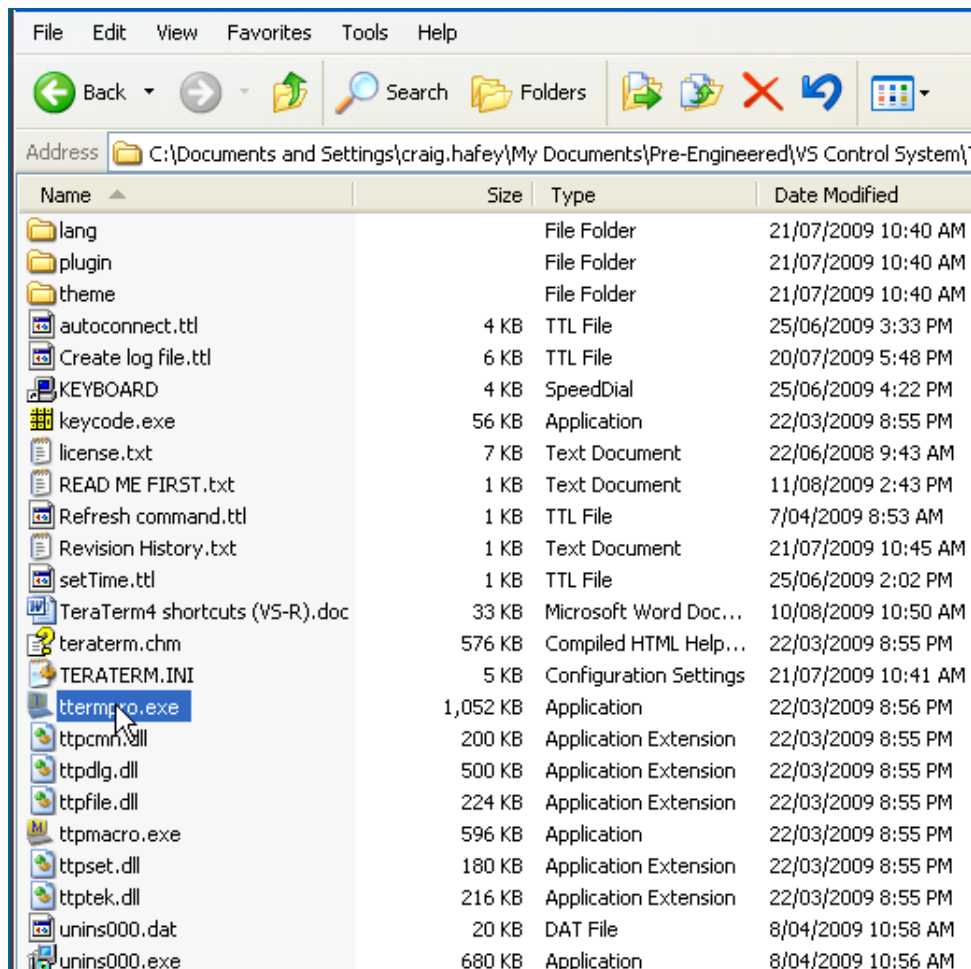 File Edit View Favorites Tools Help
Back Search Folders
Address C:\Documents and Settings\craig.hafey\My Documents\Pre-Engineered\VS Control System\
Name Size Type Date Modified
lang File Folder 21/07/2009 10:40 AM
plugin File Folder 21/07/2009 10:40 AM
theme File Folder 21/07/2009 10:40 AM
autoconnect.ttl 4 KB TTL File 25/06/2009 3:33 PM
Create log file.ttl 6 KB TTL File 20/07/2009 5:48 PM
KEYBOARD 4 KB SpeedDial 25/06/2009 4:22 PM
keycode.exe 56 KB Application 22/03/2009 8:55 PM
license.txt 7 KB Text Document 22/06/2008 9:43 AM
READ ME FIRST.txt 1 KB Text Document 11/08/2009 2:43 PM
Refresh command.ttl 1 KB TTL File 7/04/2009 8:53 AM
Revision History.txt 1 KB Text Document 21/07/2009 10:45 AM
setTime.ttl 1 KB TTL File 25/06/2009 2:02 PM
TeraTerm4 shortcuts (VS-R).doc 33 KB Microsoft Word Doc... 10/08/2009 10:50 AM
teraterm.chm 576 KB Compiled HTML Help... 22/03/2009 8:55 PM
TERATERM.INI 5 KB Configuration Settings 21/07/2009 10:41 AM
ttermpro.exe 1,052 KB Application 22/03/2009 8:56 PM
ttpcmn.dll 200 KB Application Extension 22/03/2009 8:55 PM
ttpdlg.dll 500 KB Application Extension 22/03/2009 8:55 PM
ttpfile.dll 224 KB Application Extension 22/03/2009 8:55 PM
ttpmacro.exe 596 KB Application 22/03/2009 8:55 PM
ttpset.dll 180 KB Application Extension 22/03/2009 8:55 PM
ttptek.dll 216 KB Application Extension 22/03/2009 8:55 PM
unins000.dat 20 KB DAT File 8/04/2009 10:58 AM
unins000.exe 680 KB Application 8/04/2009 10:56 AM